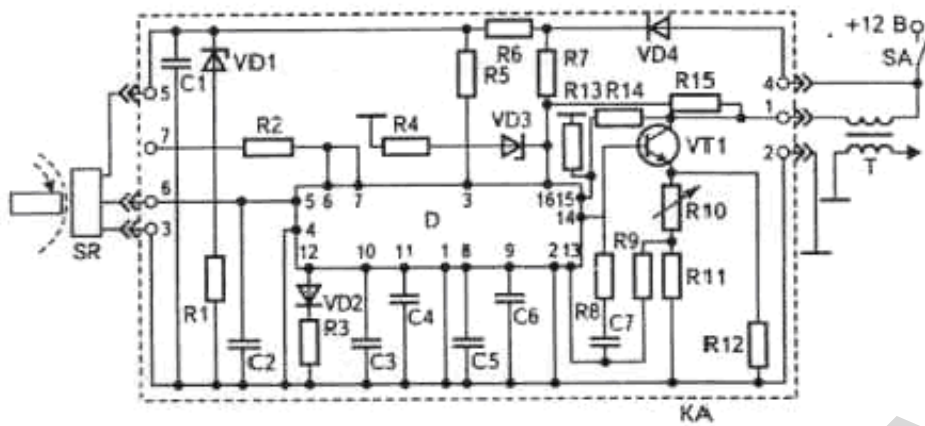 +12 В
SA
R6
VD4
C1
VD1
R5
R7
R13 R14
R15
4
1
2
5
7
R2
R4
VD3
VT1
T
6
3
SR
5 6 7 3 16 15
14
4
D
12 10 11 1 8 9 2 13
R10
R9
R11
VD2
R1
R3
C2
C3
C4
C5
C6
R8
C7
R12
KA